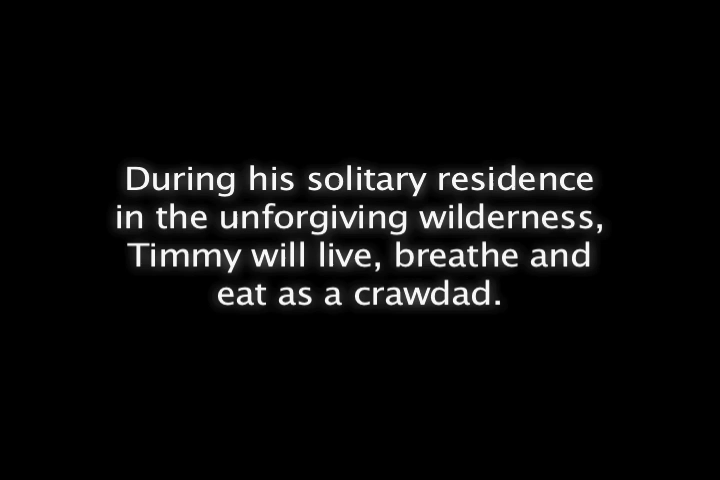 During his solitary residence
in the unforgiving wilderness,
Timmy will live, breathe and
eat as a crawdad.